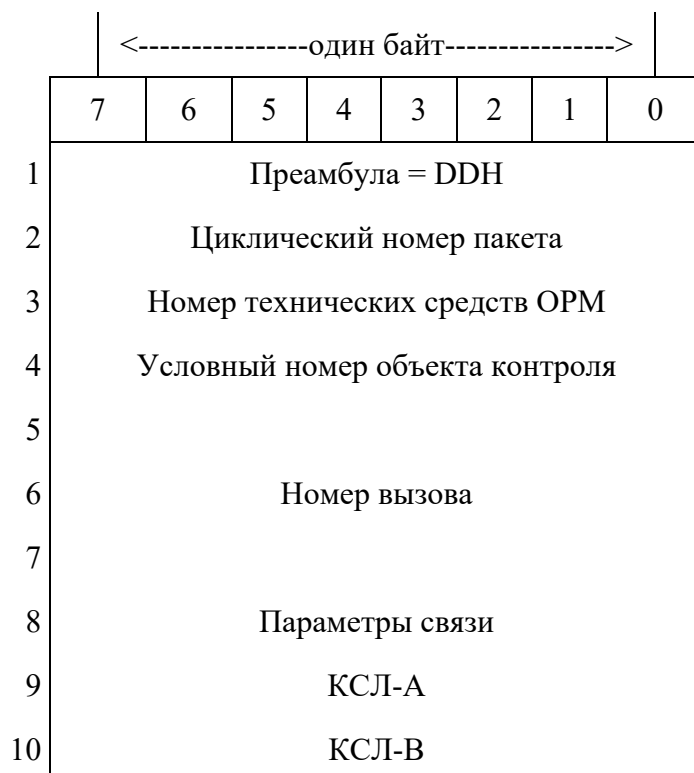 <----------------один байт---------------->
7 6 5 4 3 2 1 0
1 Преамбула = DDH
2 Циклический номер пакета
3 Номер технических средств ОРМ
4 Условный номер объекта контроля
5
6 Номер вызова
7
8 Параметры связи
9 КСЛ-А
10 КСЛ-В